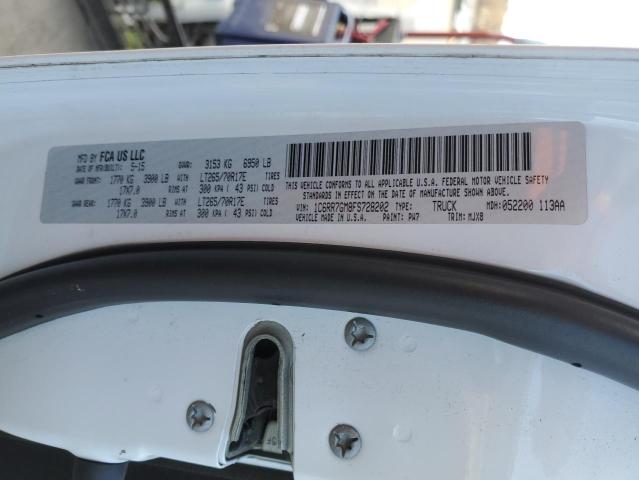 MFD BY FCA US LLC
DATE OF MFR/BUILT: 5-15 GVWR: 3153 KG 6950 LB
GAWR FRONT: 1770 KG 3900 LB LT265/70R17E TIRES
17X7.0 RIMS AT 300 KPA ( 43 PSI) COLD
GAWR REAR: 1770 KG 3900 LB LT265/70R17E TIRES
17X7.0 RIMS AT 300 KPA ( 43 PSI) COLD
THIS VEHICLE CONFORMS TO ALL APPLICABLE U.S.A. FEDERAL MOTOR VEHICLE SAFETY
STANDARDS IN EFFECT ON THE DATE OF MANUFACTURE SHOWN ABOVE.
VIN: 1C6RR7GM8FS728202 TYPE: TRUCK MDH: 052200 113AA
VEHICLE MADE IN U.S.A. PAINT: PW7 TRIM: MJX8